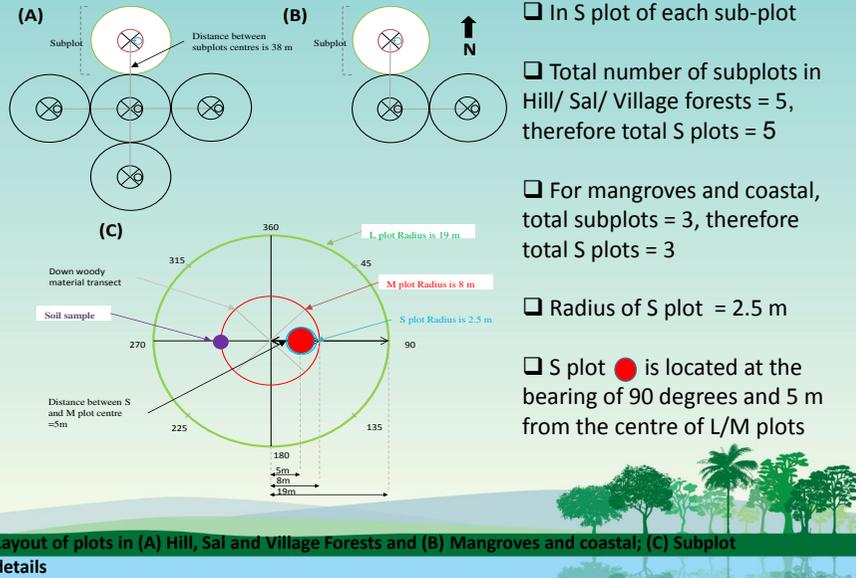 (A)
Subplot
Distance between
subplots centres is 38 m
(B)
Subplot
N
❑ In S plot of each sub-plot
❑ Total number of subplots in
Hill/ Sal/ Village forests = 5,
therefore total S plots = 5
❑ For mangroves and coastal,
total subplots = 3, therefore
total S plots = 3
❑ Radius of S plot = 2.5 m
❑ S plot is located at the
bearing of 90 degrees and 5 m
from the centre of L/M plots
(C)
360
L plot Radius is 19 m
315
45
Down woody
material transect
M plot Radius is 8 m
Soil sample
S plot Radius is 2.5 m
270
90
Distance between S
and M plot centre
=5m
225
135
180
5m
8m
19m
ayout of plots in (A) Hill, Sal and Village Forests and (B) Mangroves and coastal; (C) Subplot
details